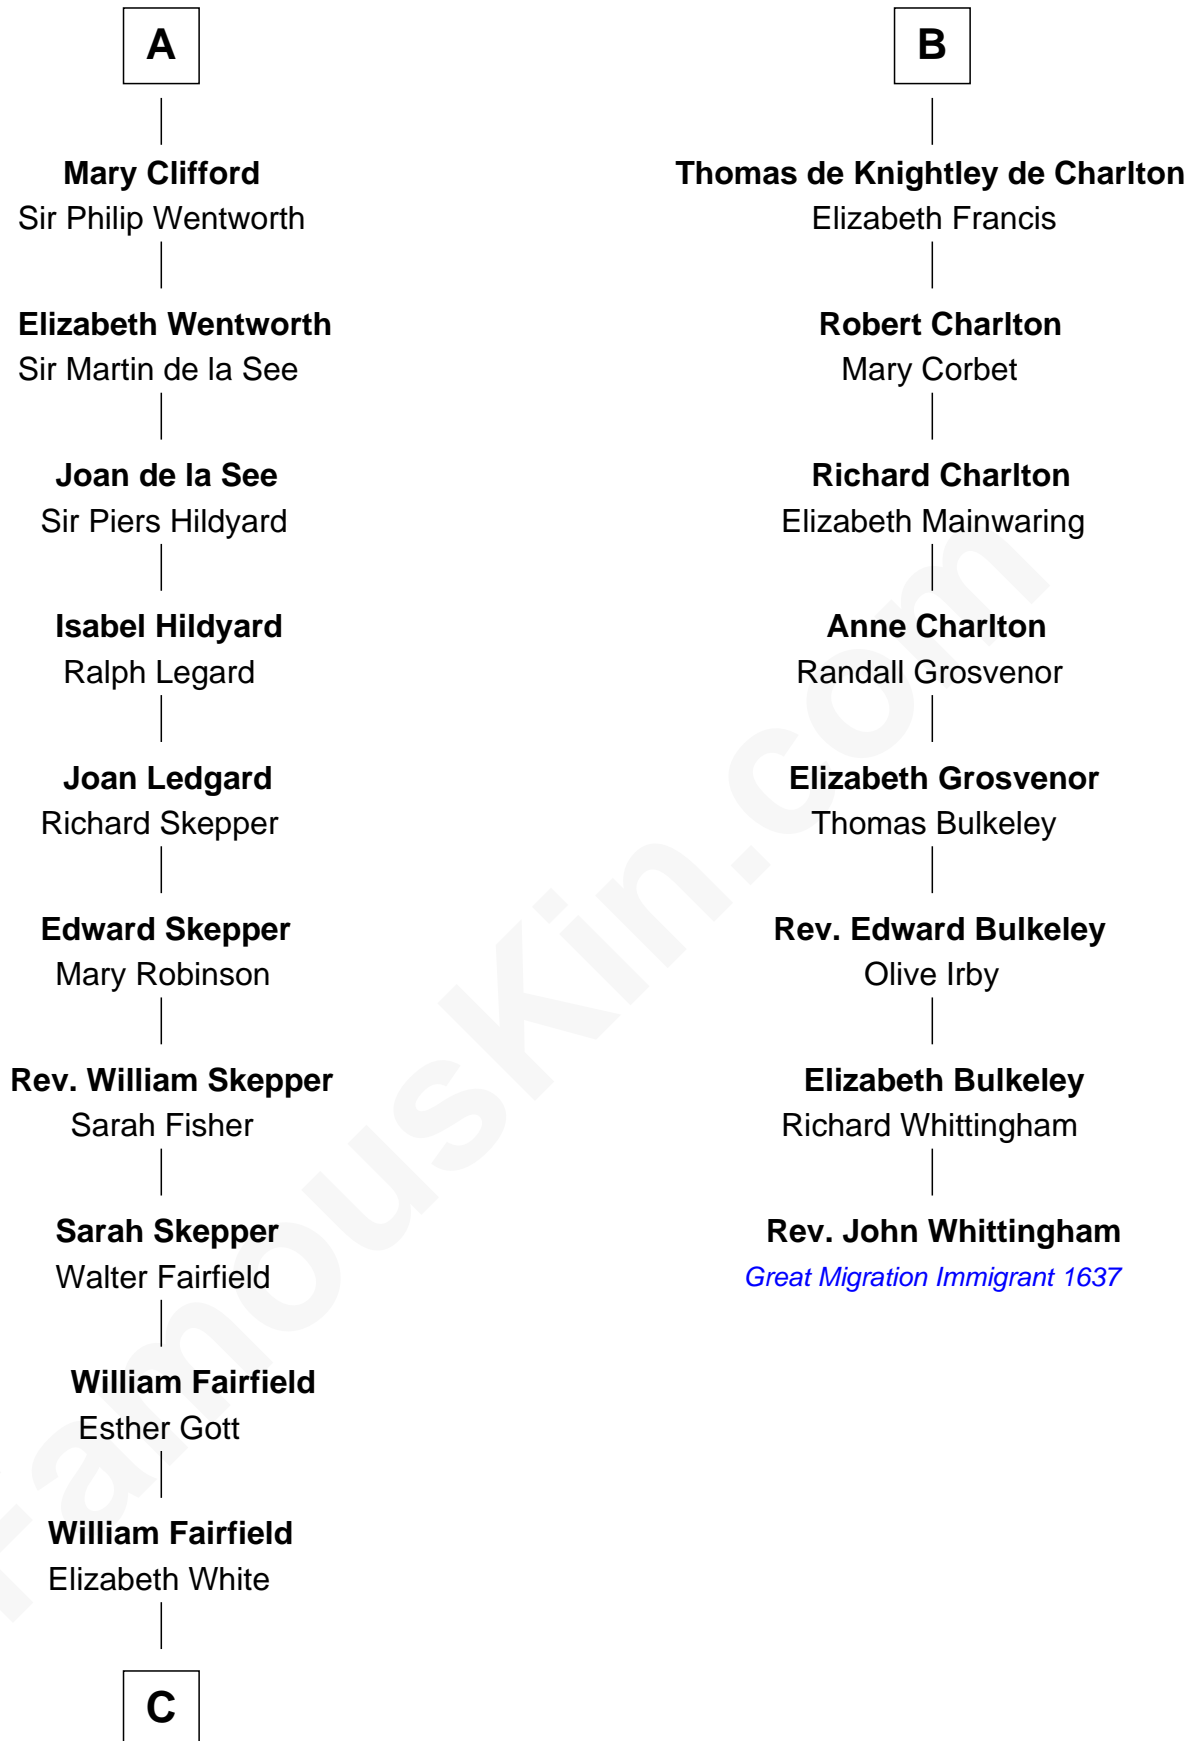 A
Mary Clifford
Sir Philip Wentworth
Elizabeth Wentworth
Sir Martin de la See
Joan de la See
Sir Piers Hildyard
Isabel Hildyard
Ralph Legard
Joan Ledgard
Richard Skepper
Edward Skepper
Mary Robinson
Rev. William Skepper
Sarah Fisher
Sarah Skepper
Walter Fairfield
William Fairfield
Esther Gott
William Fairfield
Elizabeth White
C
B
Thomas de Knightley de Charlton
Elizabeth Francis
Robert Charlton
Mary Corbet
Richard Charlton
Elizabeth Mainwaring
Anne Charlton
Randall Grosvenor
Elizabeth Grosvenor
Thomas Bulkeley
Rev. Edward Bulkeley
Olive Irby
Elizabeth Bulkeley
Richard Whittingham
Rev. John Whittingham
Great Migration Immigrant 1637
FamousKin.com